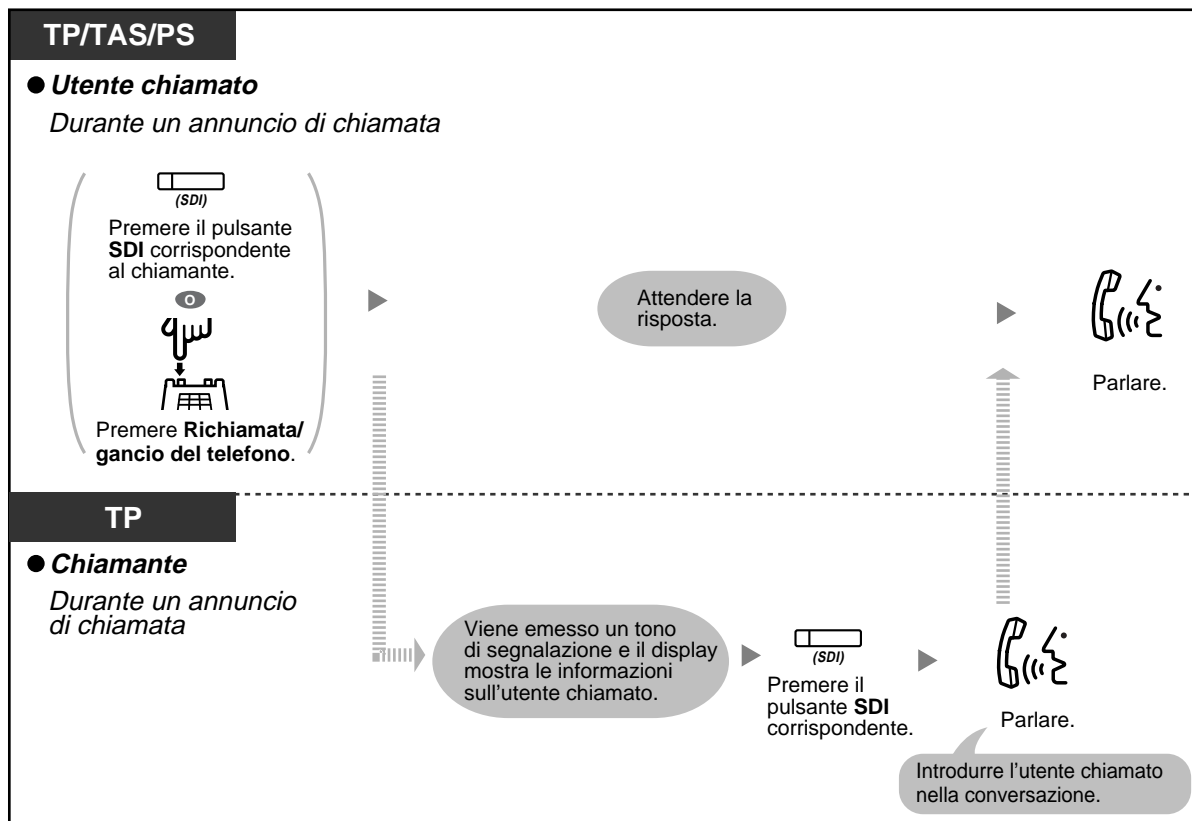 TP/TAS/PS
● Utente chiamato
Durante un annuncio di chiamata
(SDI)
Premere il pulsante
SDI corrispondente
al chiamante.
O
Premere Richiamata/
gancio del telefono.
Attendere la
risposta.
Parlare.
TP
● Chiamante
Durante un annuncio
di chiamata
Viene emesso un tono
di segnalazione e il display
mostra le informazioni
sull’utente chiamato.
(SDI)
Premere il
pulsante SDI
corrispondente.
Parlare.
Introdurre l’utente chiamato
nella conversazione.